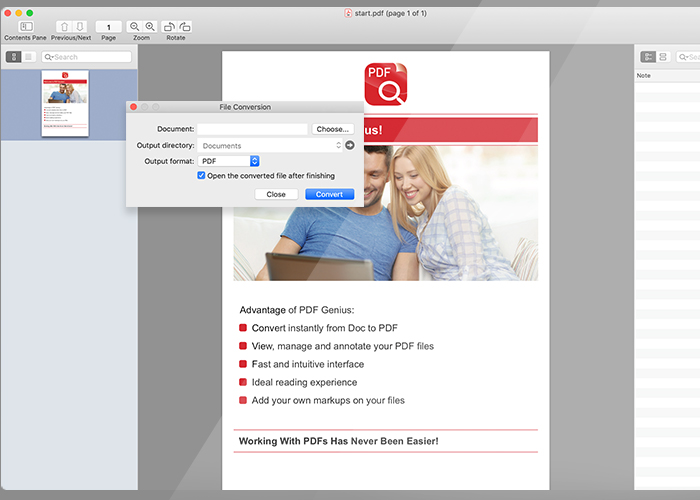 start.pdf (page 1 of 1)
1
Contents Pane
Previous/Next
Page
Zoom
Rotate
Search
Note
PDF
File Conversion
Document:
Choose...
Output directory:
Documents
Output format:
PDF
Open the converted file after finishing
Close
Convert
us!
Advantage of PDF Genius:
Convert instantly from Doc to PDF
View, manage and annotate your PDF files
Fast and intuitive interface
Ideal reading experience
Add your own markups on your files
Working With PDFs Has Never Been Easier!